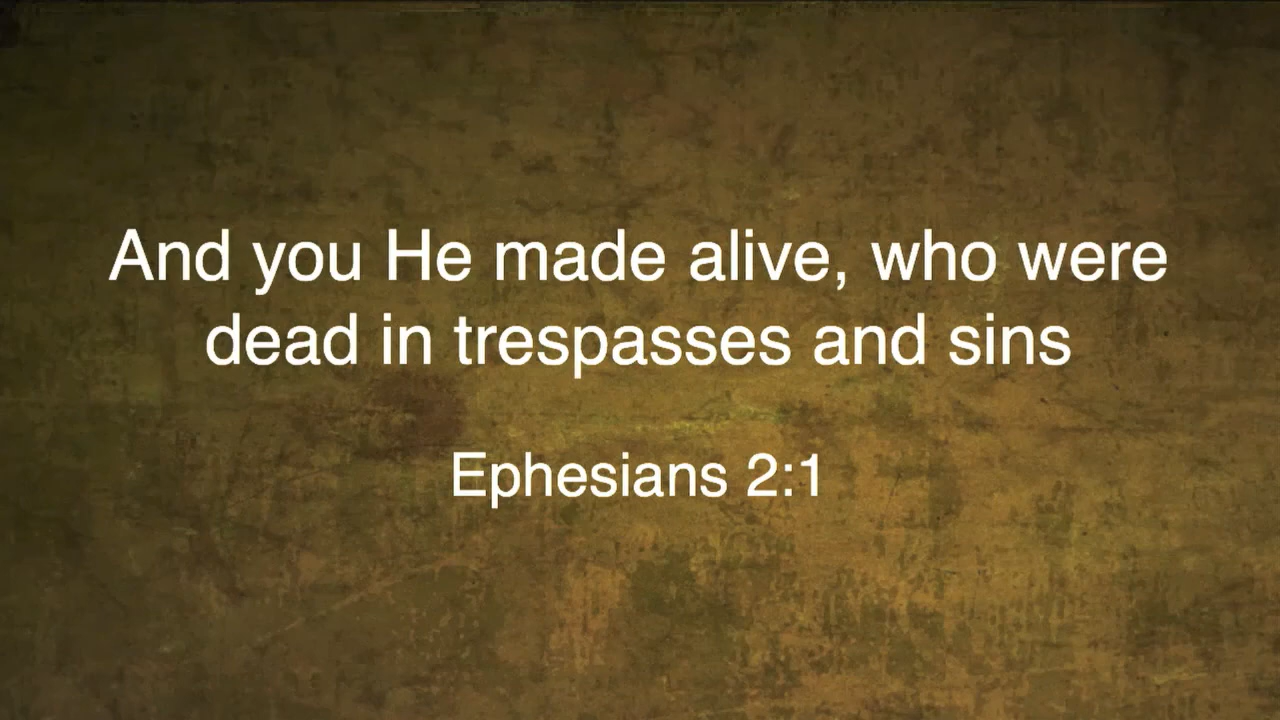 And you He made alive, who were
dead in trespasses and sins
Ephesians 2:1